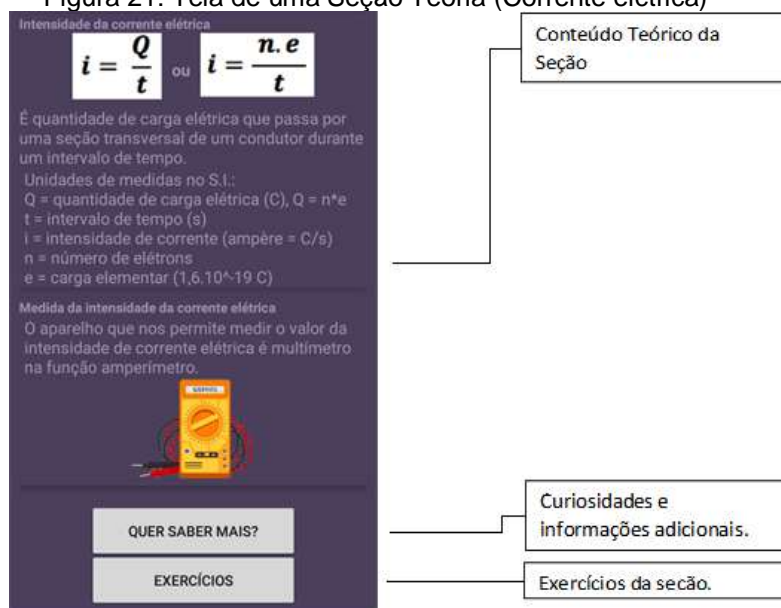 Figura 21: Tela de uma Seção Teoria (Corrente elétrica)
Intensidade da corrente elétrica
i = Q/t ou i = n.e/t
É quantidade de carga elétrica que passa por
uma seção transversal de um condutor durante
um intervalo de tempo.
Unidades de medidas no S.I.:
Q = quantidade de carga elétrica (C), Q = n*e
t = intervalo de tempo (s)
i = intensidade de corrente (ampère = C/s)
n = número de elétrons
e = carga elementar (1,6.10^-19 C)
Medida da intensidade da corrente elétrica
O aparelho que nos permite medir o valor da
intensidade de corrente elétrica é multímetro
na função amperímetro.
QUER SABER MAIS?
EXERCÍCIOS
Conteúdo Teórico da
Seção
Curiosidades e
informações adicionais.
Exercícios da seção.